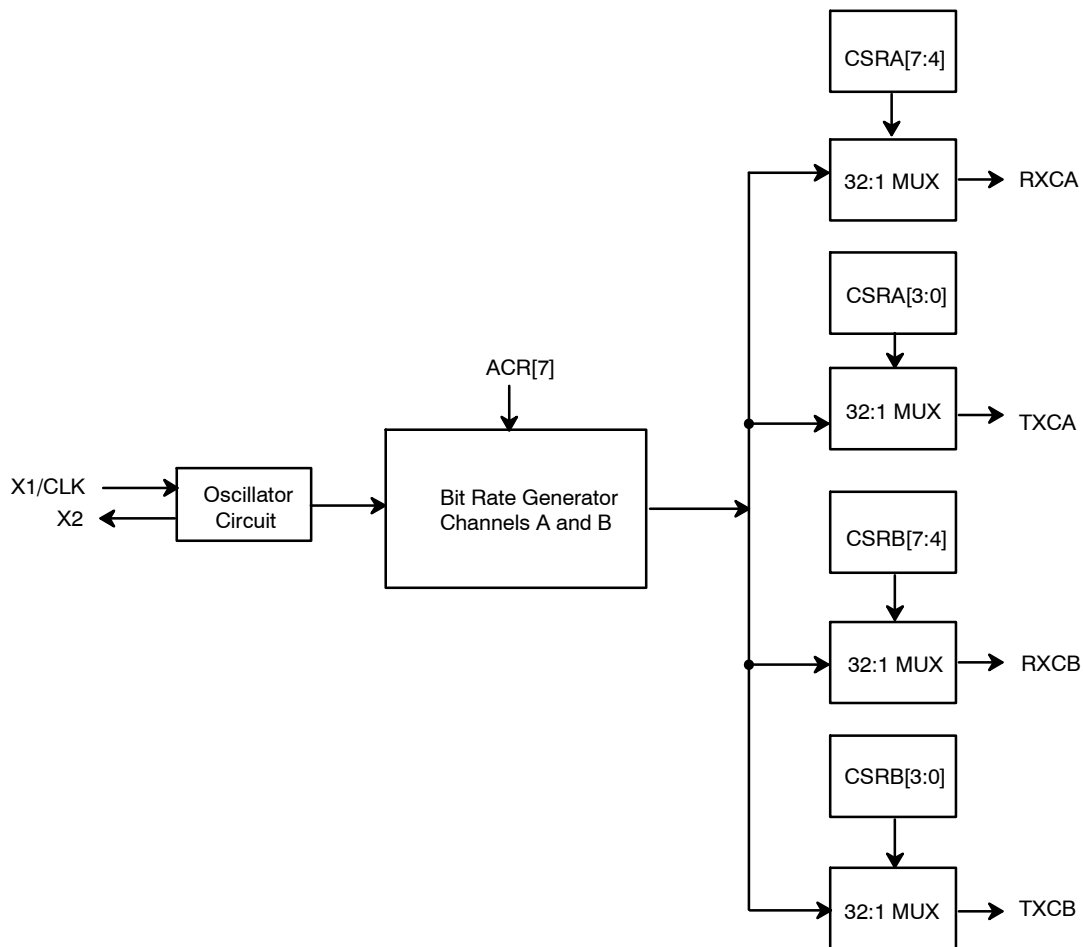 CSRA[7:4]
32:1 MUX
RXCA
CSRA[3:0]
ACR[7]
32:1 MUX
TXCA
X1/CLK
X2
Oscillator
Circuit
Bit Rate Generator
Channels A and B
CSRB[7:4]
32:1 MUX
RXCB
CSRB[3:0]
32:1 MUX
TXCB